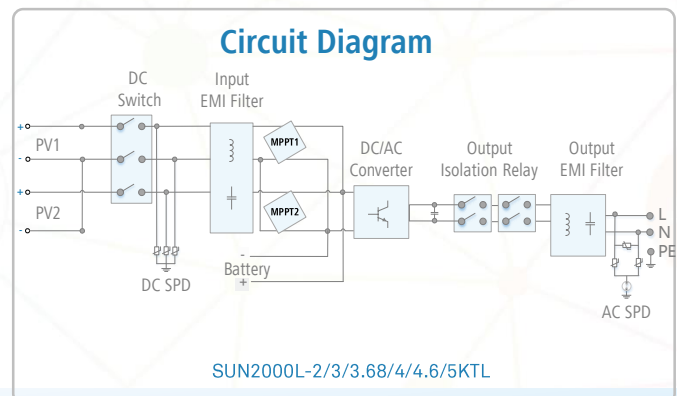 Circuit Diagram
DC
Switch
Input
EMI Filter
MPPT1
DC/AC
Converter
Output
Isolation Relay
Output
EMI Filter
+
PV1
-
+
PV2
-
MPPT2
L
N
PE
-
Battery
+
DC SPD
AC SPD
SUN2000L-2/3/3.68/4/4.6/5KTL